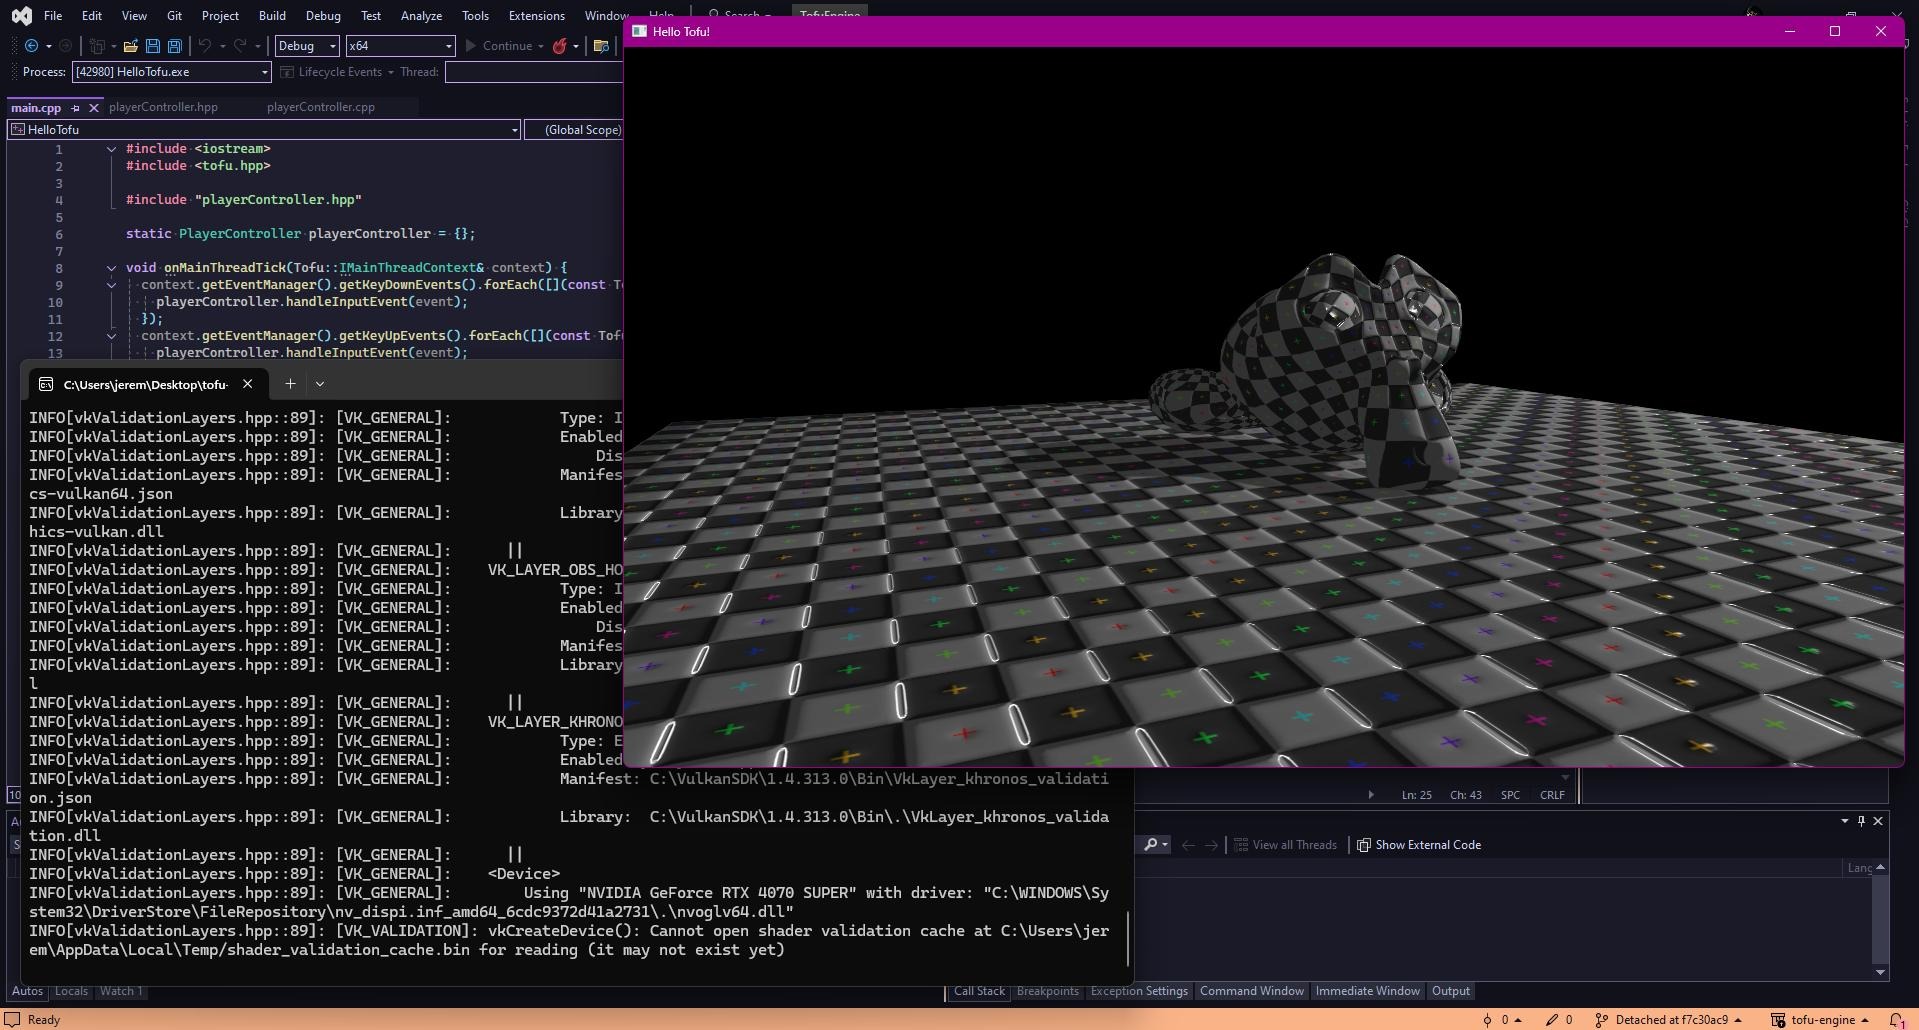 File Edit View Git Project Build Debug Test Analyze Tools Extensions Window Help Search TofuEngine
Debug x64 Continue
Process: [42980] HelloTofu.exe Lifecycle Events Thread:
Hello Tofu!
main.cpp playerController.hpp playerController.cpp
HelloTofu (Global Scope)
1 #include <iostream>
2 #include <tofu.hpp>
3
4 #include "playerController.hpp"
5
6 static PlayerController playerController = {};
7
8 void onMainThreadTick(Tofu::IMainThreadContext& context) {
9 context.getEventManager().getKeyDownEvents().forEach([](const To
10 playerController.handleInputEvent(event);
11 });
12 context.getEventManager().getKeyUpEvents().forEach([](const Tofu
13 playerController.handleInputEvent(event);
C:\Users\jerem\Desktop\tofu-
INFO[vkValidationLayers.hpp::89]: [VK_GENERAL]: Type: I
INFO[vkValidationLayers.hpp::89]: [VK_GENERAL]: Enabled
INFO[vkValidationLayers.hpp::89]: [VK_GENERAL]: Dis
INFO[vkValidationLayers.hpp::89]: [VK_GENERAL]: Manifes
cs-vulkan64.json
INFO[vkValidationLayers.hpp::89]: [VK_GENERAL]: Library
hics-vulkan.dll
INFO[vkValidationLayers.hpp::89]: [VK_GENERAL]: ||
INFO[vkValidationLayers.hpp::89]: [VK_GENERAL]: VK_LAYER_OBS_HO
INFO[vkValidationLayers.hpp::89]: [VK_GENERAL]: Type: I
INFO[vkValidationLayers.hpp::89]: [VK_GENERAL]: Enabled
INFO[vkValidationLayers.hpp::89]: [VK_GENERAL]: Dis
INFO[vkValidationLayers.hpp::89]: [VK_GENERAL]: Manifes
INFO[vkValidationLayers.hpp::89]: [VK_GENERAL]: Library
l
INFO[vkValidationLayers.hpp::89]: [VK_GENERAL]: ||
INFO[vkValidationLayers.hpp::89]: [VK_GENERAL]: VK_LAYER_KHRONO
INFO[vkValidationLayers.hpp::89]: [VK_GENERAL]: Type: E
INFO[vkValidationLayers.hpp::89]: [VK_GENERAL]: Enabled
INFO[vkValidationLayers.hpp::89]: [VK_GENERAL]: Manifest: C:\VulkanSDK\1.4.313.0\Bin\VkLayer_khronos_validati
on.json
INFO[vkValidationLayers.hpp::89]: [VK_GENERAL]: Library: C:\VulkanSDK\1.4.313.0\Bin\.\VkLayer_khronos_valida
tion.dll
INFO[vkValidationLayers.hpp::89]: [VK_GENERAL]: ||
INFO[vkValidationLayers.hpp::89]: [VK_GENERAL]: <Device>
INFO[vkValidationLayers.hpp::89]: [VK_GENERAL]: Using "NVIDIA GeForce RTX 4070 SUPER" with driver: "C:\WINDOWS\Sy
stem32\DriverStore\FileRepository\nv_dispi.inf_amd64_6cdc9372d41a2731\.\nvoglv64.dll"
INFO[vkValidationLayers.hpp::89]: [VK_VALIDATION]: vkCreateDevice(): Cannot open shader validation cache at C:\Users\jer
em\AppData\Local\Temp/shader_validation_cache.bin for reading (it may not exist yet)
Ln: 25 Ch: 43 SPC CRLF
View all Threads Show External Code
Lang
Autos Locals Watch 1
Call Stack Breakpoints Exception Settings Command Window Immediate Window Output
Ready 0 0 Detached at f7c30ac9 tofu-engine 1